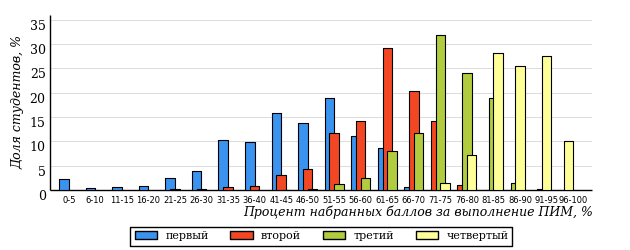 Доля студентов, %
35
30
25
20
15
10
5
0
0-5 6-10 11-15 16-20 21-25 26-30 31-35 36-40 41-45 46-50 51-55 56-60 61-65 66-70 71-75 76-80 81-85 86-90 91-95 96-100
Процент набранных баллов за выполнение ПИМ, %
первый второй третий четвертый